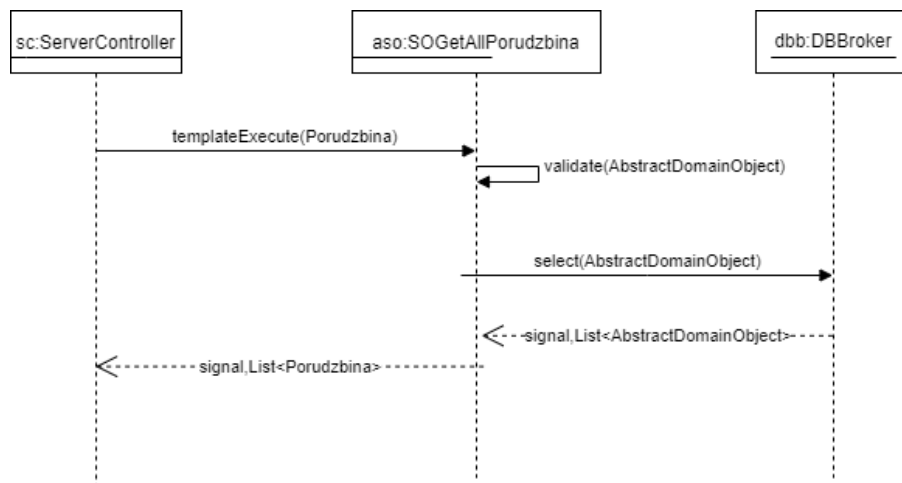 sc:ServerController
aso:SOGetAllPorudzbina
dbb:DBBroker
templateExecute(Porudzbina)
validate(AbstractDomainObject)
select(AbstractDomainObject)
signal,List<AbstractDomainObject>
signal,List<Porudzbina>